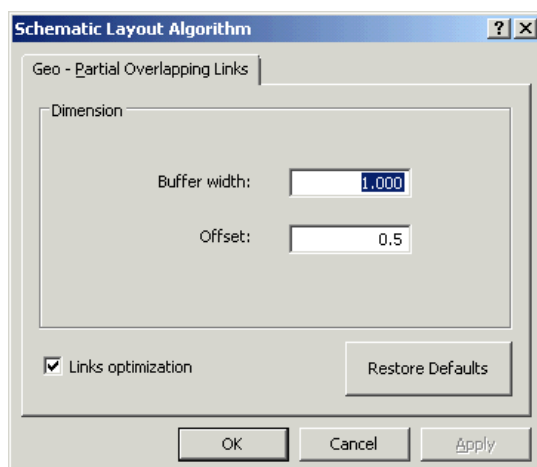 Schematic Layout Algorithm
Geo - Partial Overlapping Links
Dimension
Buffer width: 1.000
Offset: 0.5
Links optimization
Restore Defaults
OK Cancel Apply